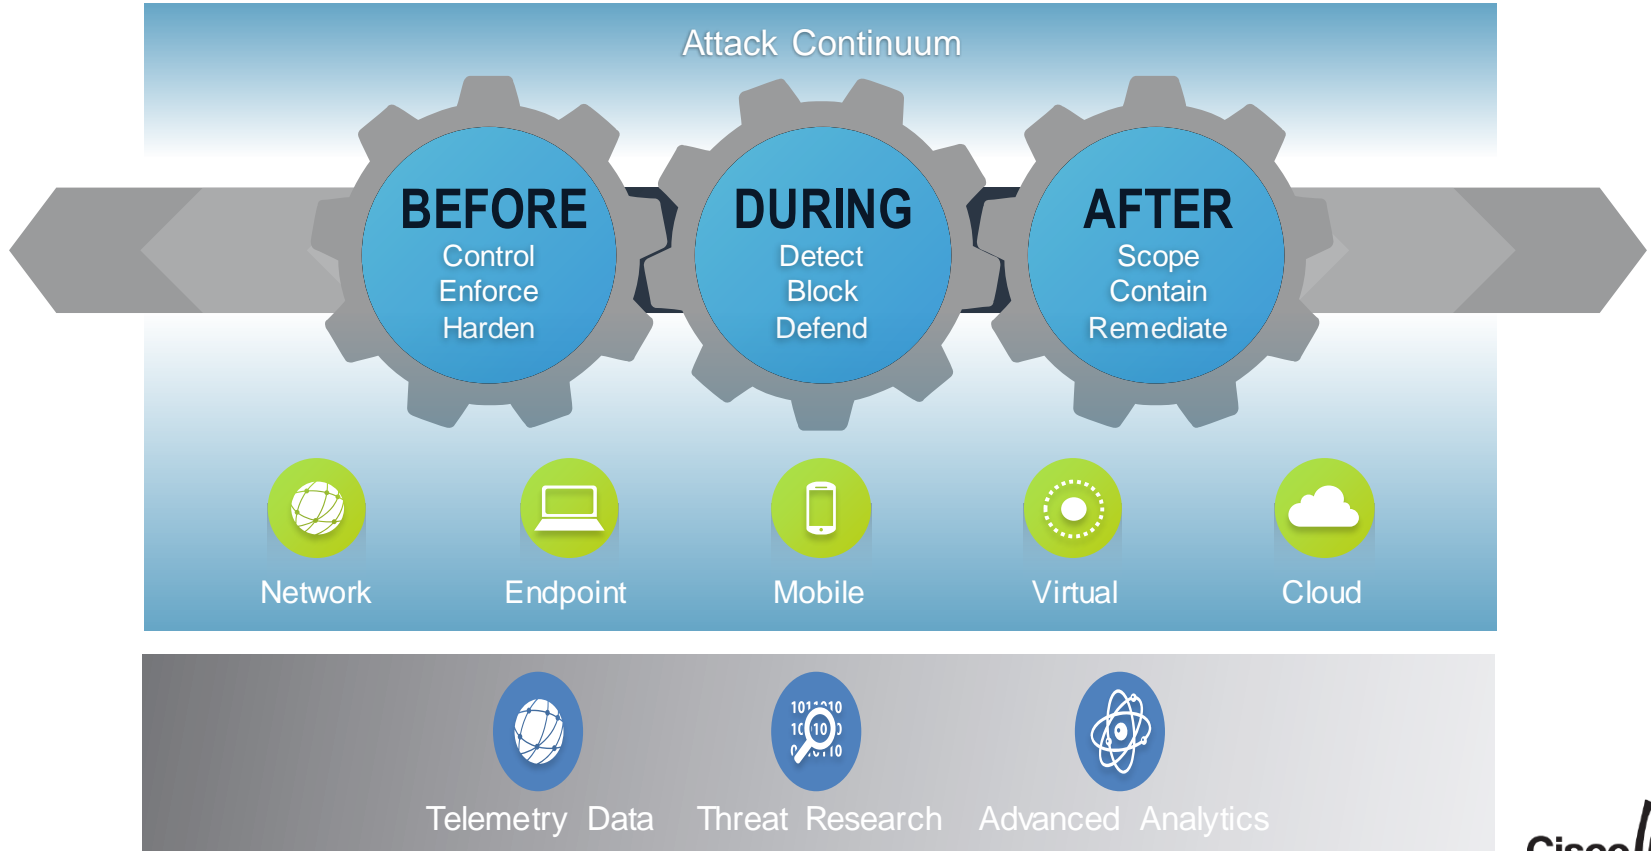 Attack Continuum
BEFORE
Control
Enforce
Harden
DURING
Detect
Block
Defend
AFTER
Scope
Contain
Remediate
Network
Endpoint
Mobile
Virtual
Cloud
Telemetry Data
Threat Research
Advanced Analytics
Cisco